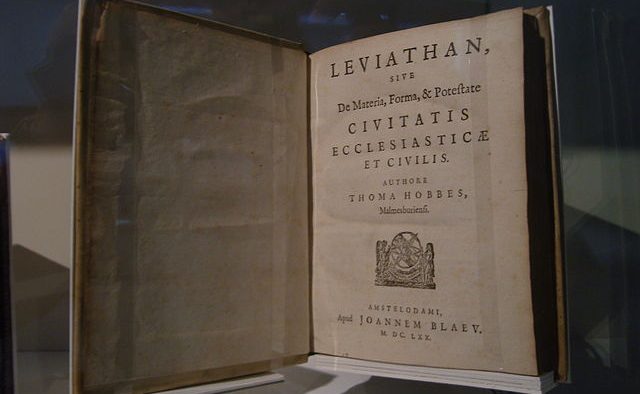 LEVIATHAN,
SIVE
De Materia, Forma, & Poteſtate
CIVITATIS
ECCLESIASTICÆ
ET CIVILIS.
AUTHORE
THOMA HOBBES,
Malmesburienſi.
AMSTELODAMI,
Apud JOANNEM BLAEV.
M. DC. LXX.